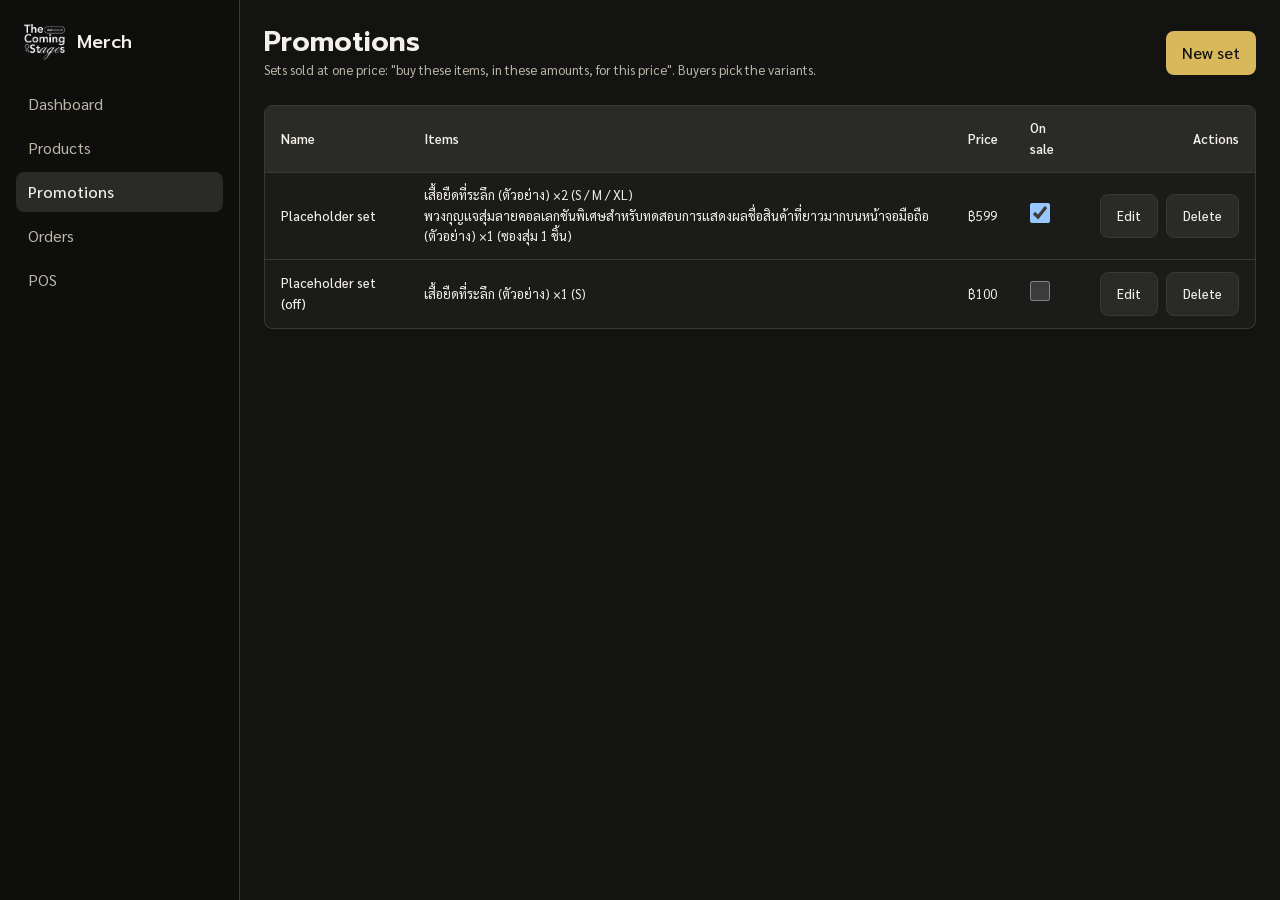 The
Coming
Stages
Merch
Dashboard
Products
Promotions
Orders
POS
Promotions
Sets sold at one price: "buy these items, in these amounts, for this price". Buyers pick the variants.
New set
Name
Items
Price
On
sale
Actions
Placeholder set
เสื้อยืดที่ระลึก (ตัวอย่าง) ×2 (S / M / XL)
พวงกุญแจสุ่มลายคอลเลกชันพิเศษสำหรับทดสอบการแสดงผลชื่อสินค้าที่ยาวมากบนหน้าจอมือถือ
(ตัวอย่าง) ×1 (ซองสุ่ม 1 ชิ้น)
฿599
Edit
Delete
Placeholder set
(off)
เสื้อยืดที่ระลึก (ตัวอย่าง) ×1 (S)
฿100
Edit
Delete